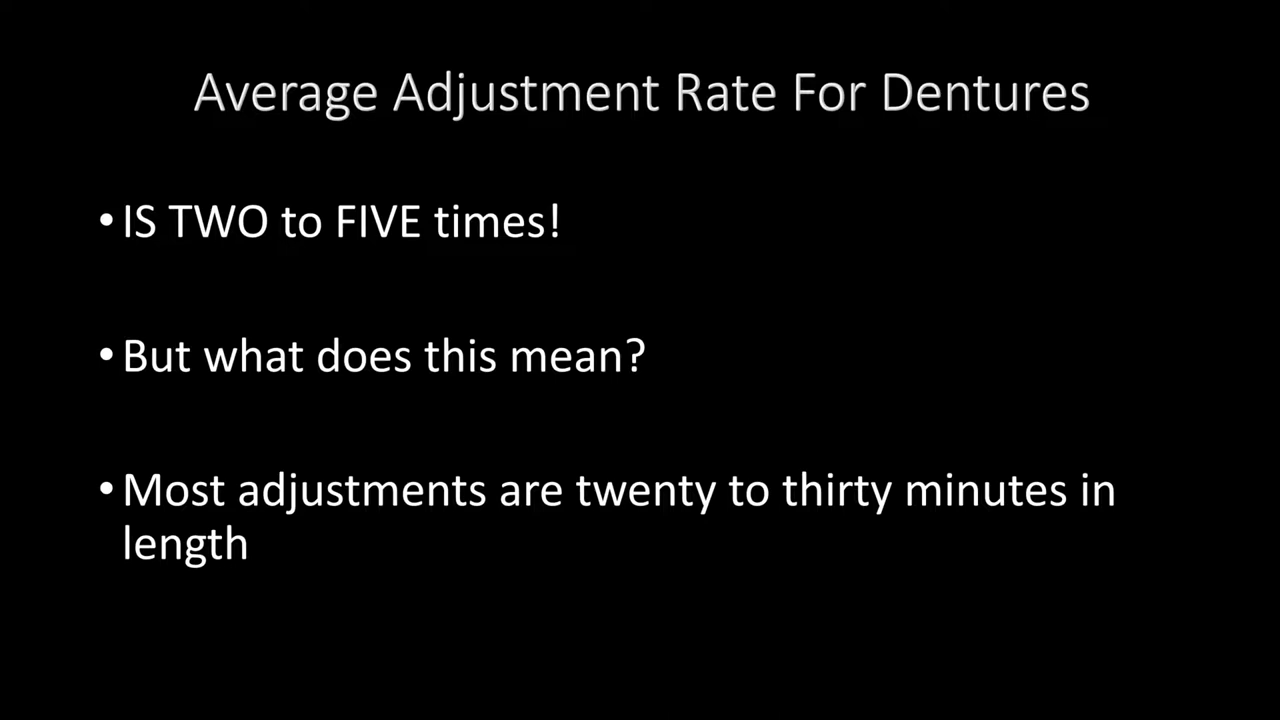 Average Adjustment Rate For Dentures
•IS TWO to FIVE times!
•But what does this mean?
•Most adjustments are twenty to thirty minutes in
length